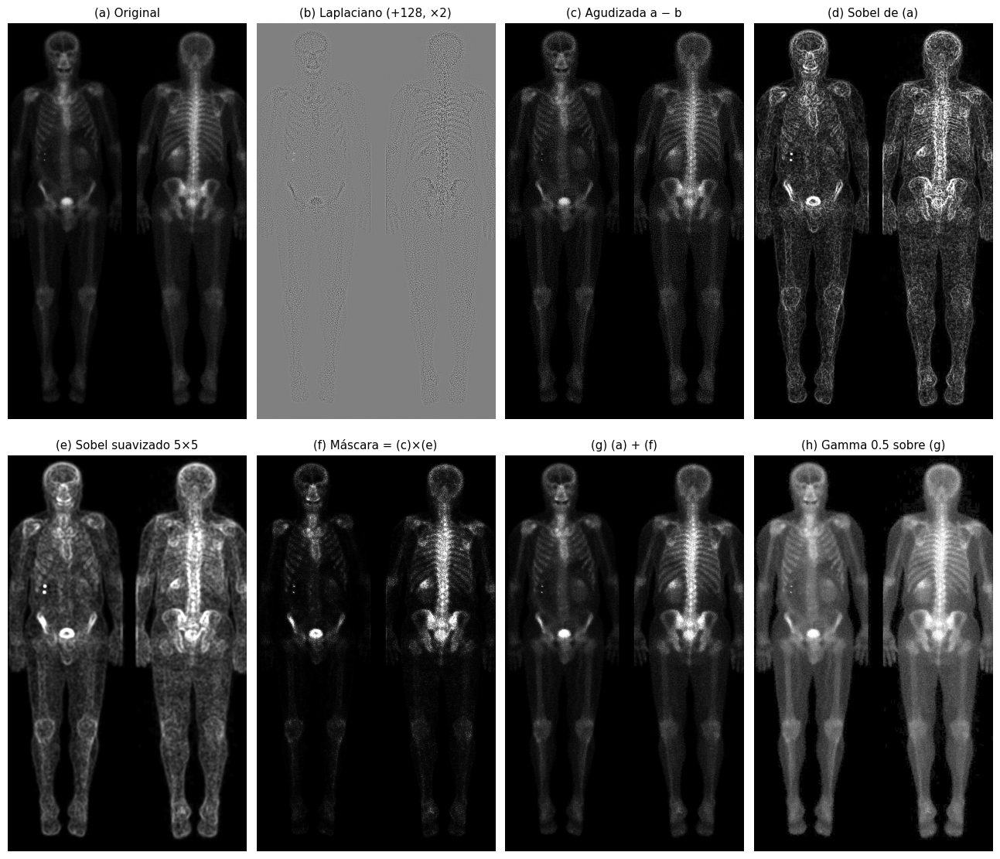 (a) Original
(b) Laplaciano (+128, ×2)
(c) Agudizada a − b
(d) Sobel de (a)
(e) Sobel suavizado 5×5
(f) Máscara = (c)×(e)
(g) (a) + (f)
(h) Gamma 0.5 sobre (g)